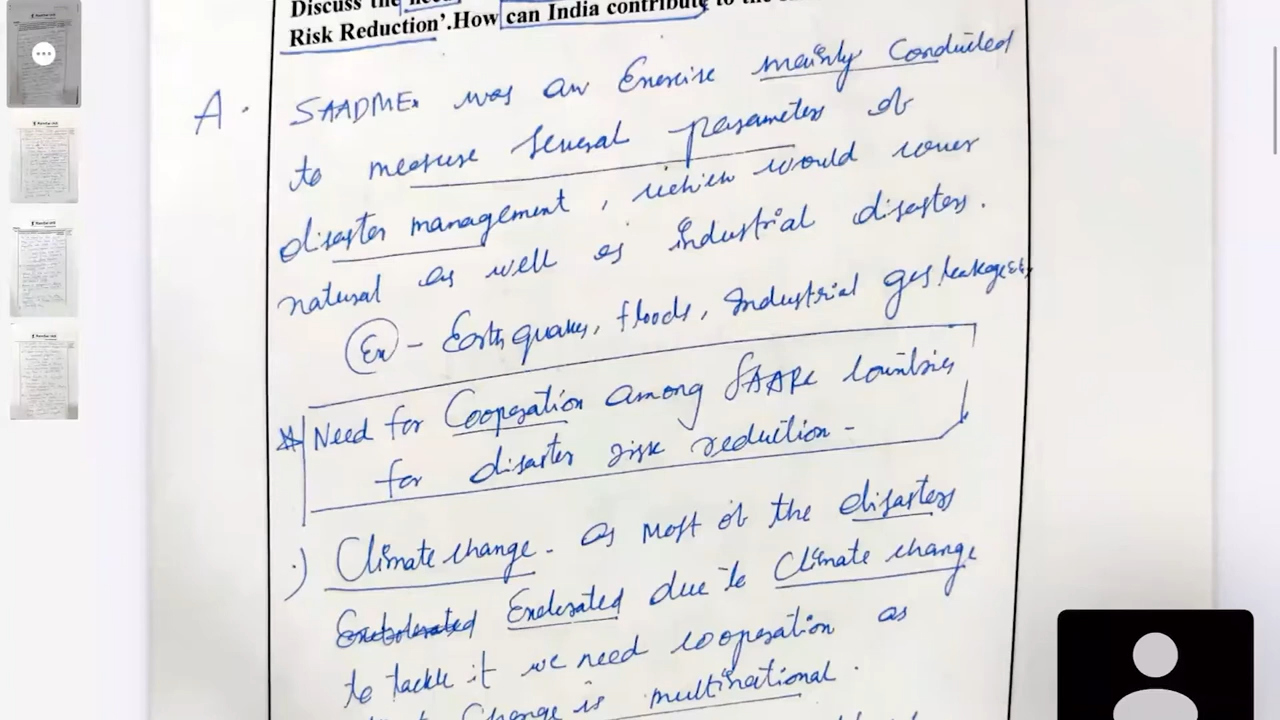 Discuss the need
Risk Reduction'.How can India contribute to the
A. SAADMEx was an Exercise mainly Conducted
to measure several parameters of
disaster management, which would cover
natural as well as industrial disasters.
Ex - Earthquakes, floods, Industrial gas leakages etc,
* Need for Cooperation among SAARC Countries
for disaster risk reduction -
.) Climate change. as most of the disasters
due to Climate change
to tackle it we need cooperation as
Change is multinational.